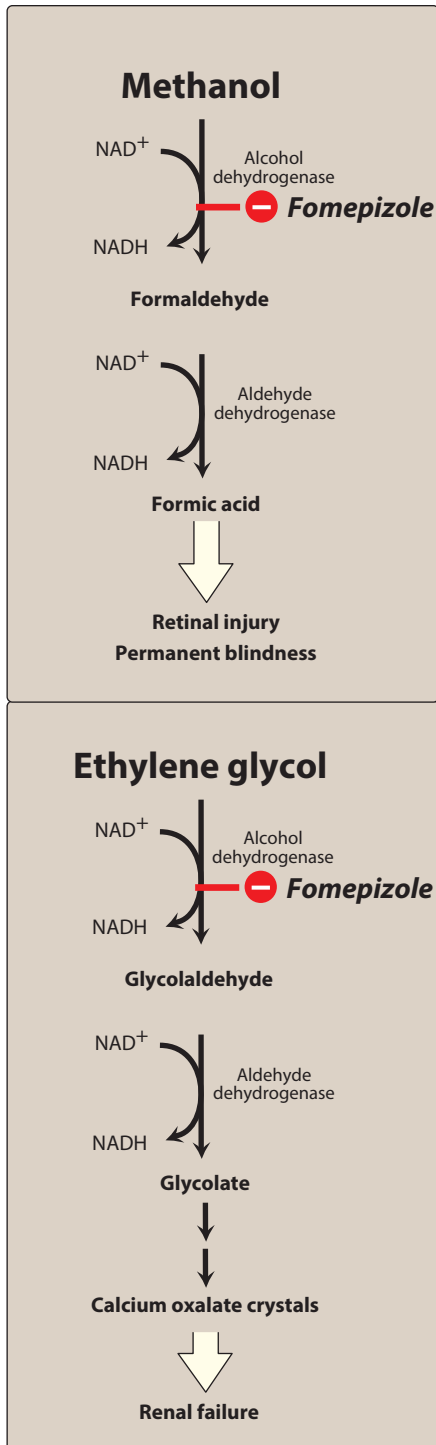 Methanol
NAD+
Alcohol
dehydrogenase
Fomepizole
NADH
Formaldehyde
NAD+
Aldehyde
dehydrogenase
NADH
Formic acid
Retinal injury
Permanent blindness
Ethylene glycol
NAD+
Alcohol
dehydrogenase
Fomepizole
NADH
Glycolaldehyde
NAD+
Aldehyde
dehydrogenase
NADH
Glycolate
Calcium oxalate crystals
Renal failure